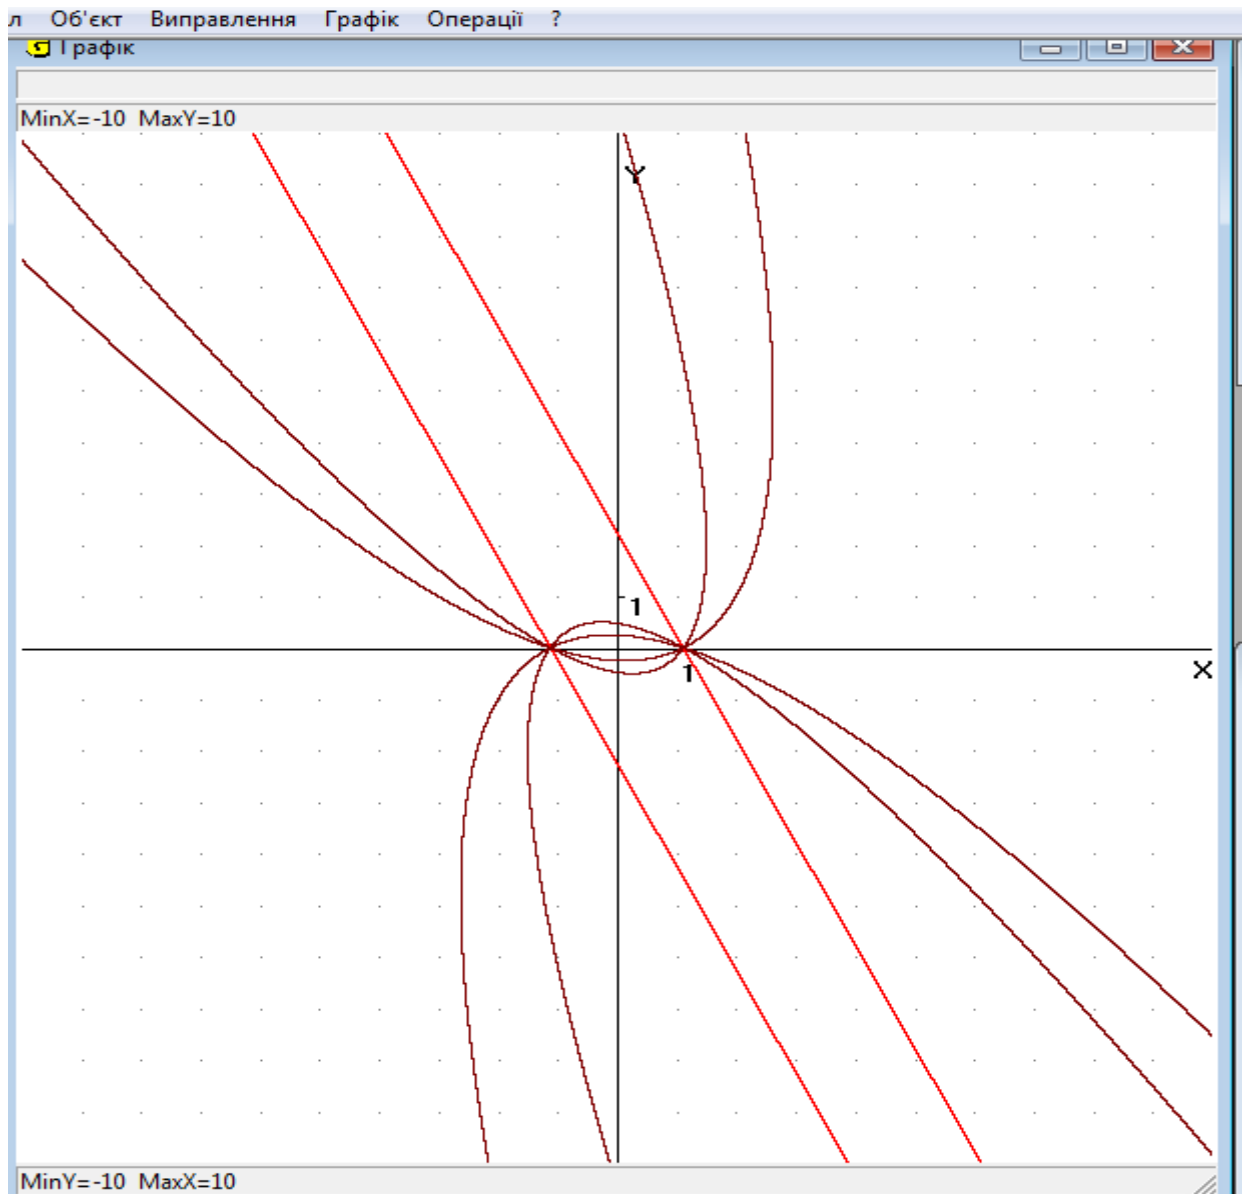 л Об'єкт Виправлення Графік Операції ?
Графік
MinX=-10 MaxY=10
Y
1
1
X
MinY=-10 MaxX=10